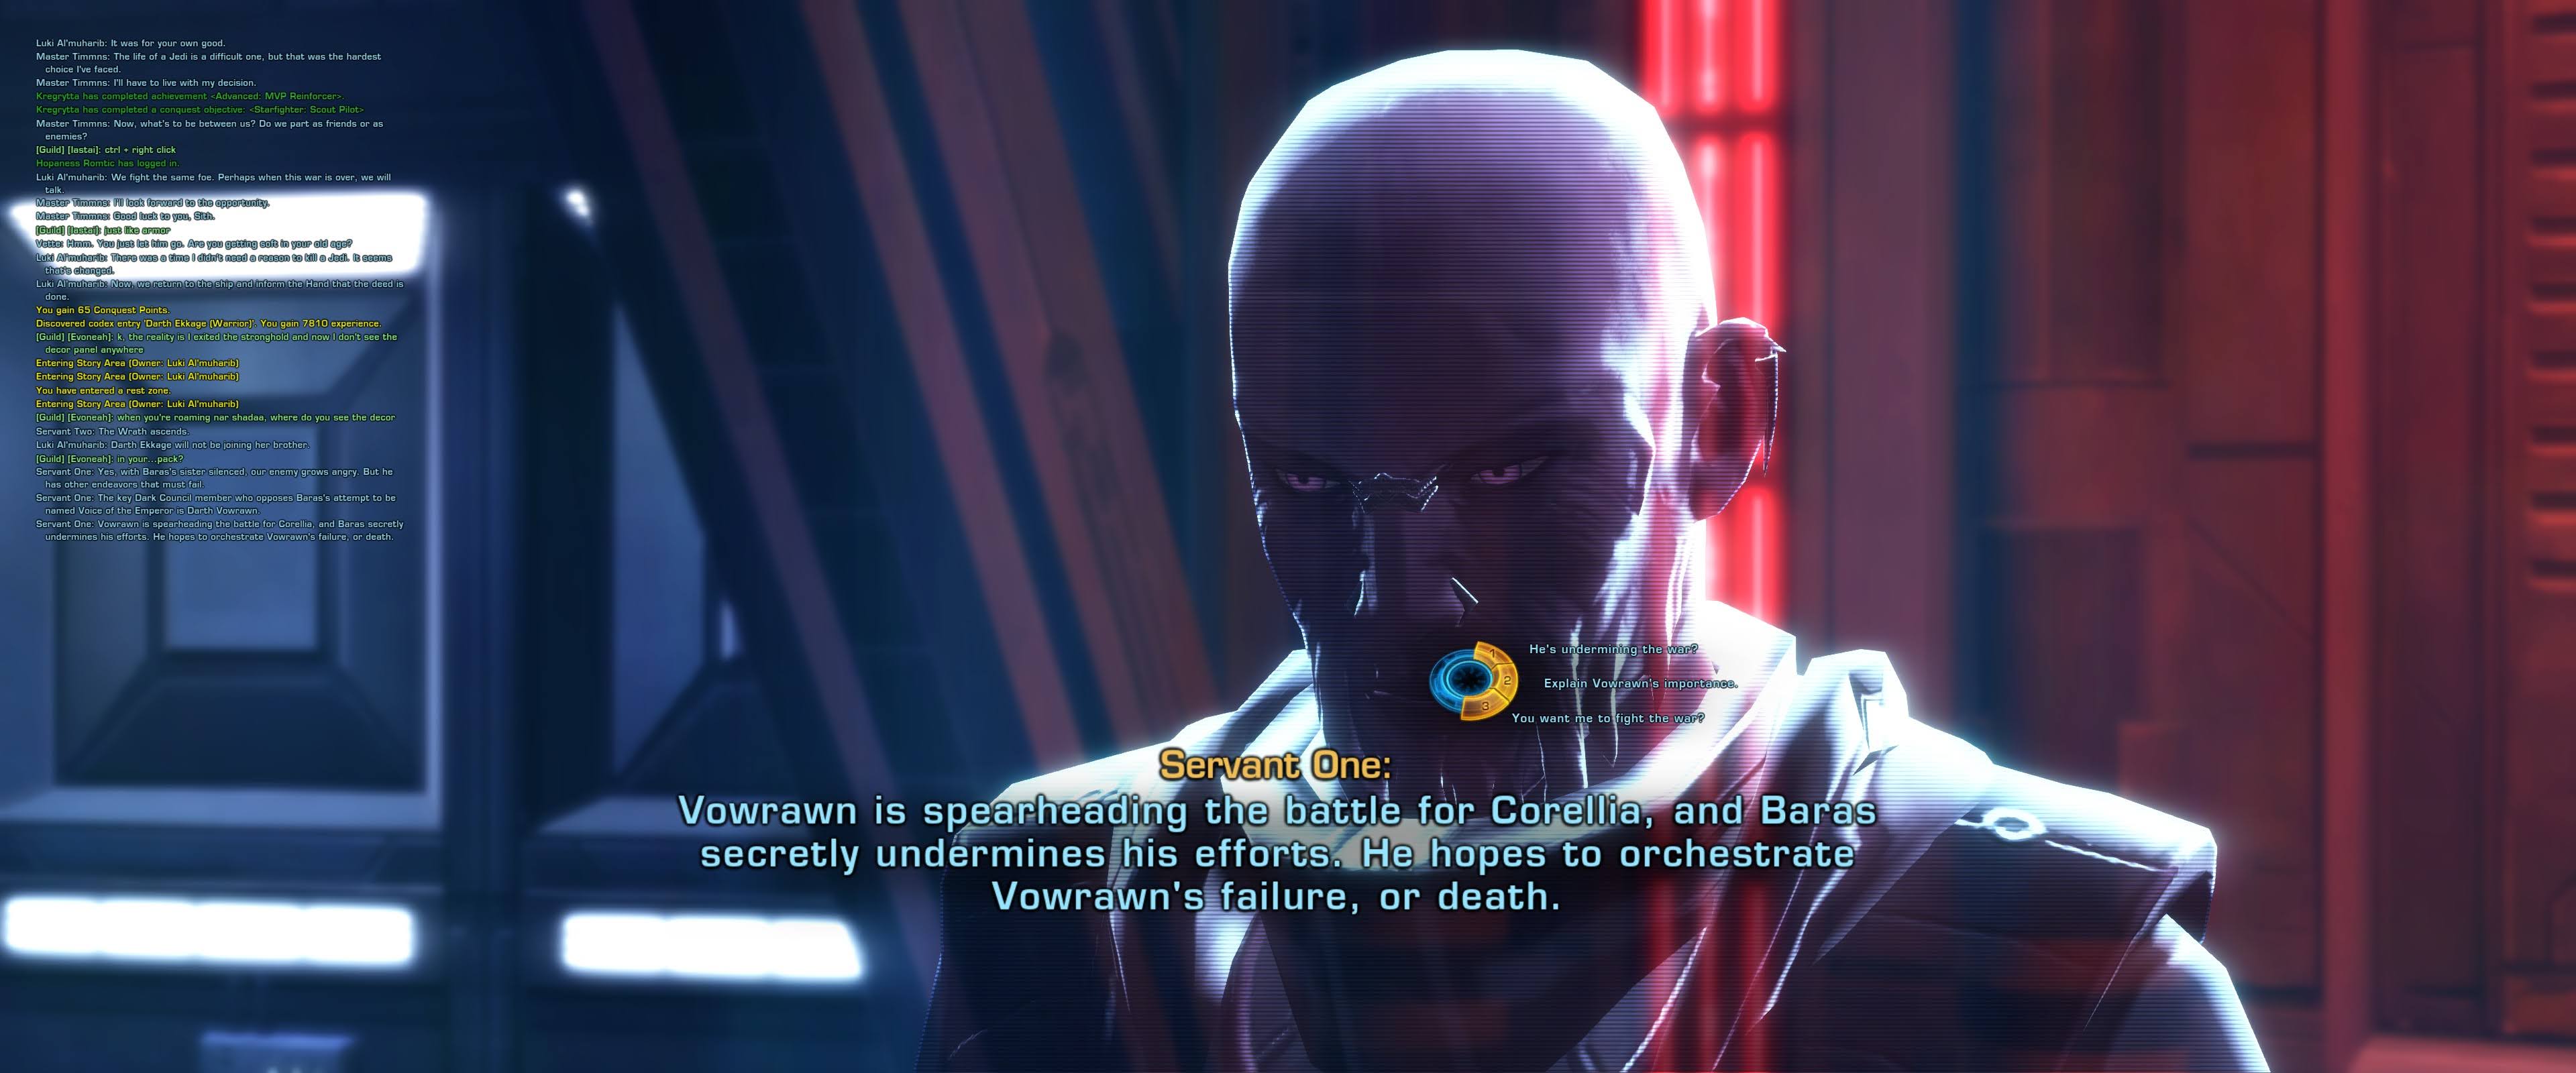 Luki Al'muharib: It was for your own good.
Master Timmns: The life of a Jedi is a difficult one, but that was the hardest
choice I've faced.
Master Timmns: I'll have to live with my decision.
Kregrytta has completed achievement <Advanced: MVP Reinforcer>.
Kregrytta has completed a conquest objective: <Starfighter: Scout Pilot>
Master Timmns: Now, what's to be between us? Do we part as friends or as
enemies?
[Guild] [Iastai]: ctrl + right click
Hopaness Romtic has logged in.
Luki Al'muharib: We fight the same foe. Perhaps when this war is over, we will
talk.
Master Timmns: I'll look forward to the opportunity.
Master Timmns: Good luck to you, Sith.
[Guild] [Iastai]: just like armor
Vette: Hmm. You just let him go. Are you getting soft in your old age?
Luki Al'muharib: There was a time I didn't need a reason to kill a Jedi. It seems
that's changed.
Luki Al'muharib: Now, we return to the ship and inform the Hand that the deed is
done.
You gain 65 Conquest Points.
Discovered codex entry 'Darth Ekkage (Warrior)'. You gain 7810 experience.
[Guild] [Evoneah]: k, the reality is I exited the stronghold and now I don't see the
decor panel anywhere
Entering Story Area (Owner: Luki Al'muharib)
Entering Story Area (Owner: Luki Al'muharib)
You have entered a rest zone.
Entering Story Area (Owner: Luki Al'muharib)
[Guild] [Evoneah]: when you're roaming nar shadaa, where do you see the decor
Servant Two: The Wrath ascends.
Luki Al'muharib: Darth Ekkage will not be joining her brother.
[Guild] [Evoneah]: in your...pack?
Servant One: Yes, with Baras's sister silenced, our enemy grows angry. But he
has other endeavors that must fail.
Servant One: The key Dark Council member who opposes Baras's attempt to be
named Voice of the Emperor is Darth Vowrawn.
Servant One: Vowrawn is spearheading the battle for Corellia, and Baras secretly
undermines his efforts. He hopes to orchestrate Vowrawn's failure, or death.
1 He's undermining the war?
2 Explain Vowrawn's importance.
3 You want me to fight the war?
Servant One:
Vowrawn is spearheading the battle for Corellia, and Baras
secretly undermines his efforts. He hopes to orchestrate
Vowrawn's failure, or death.